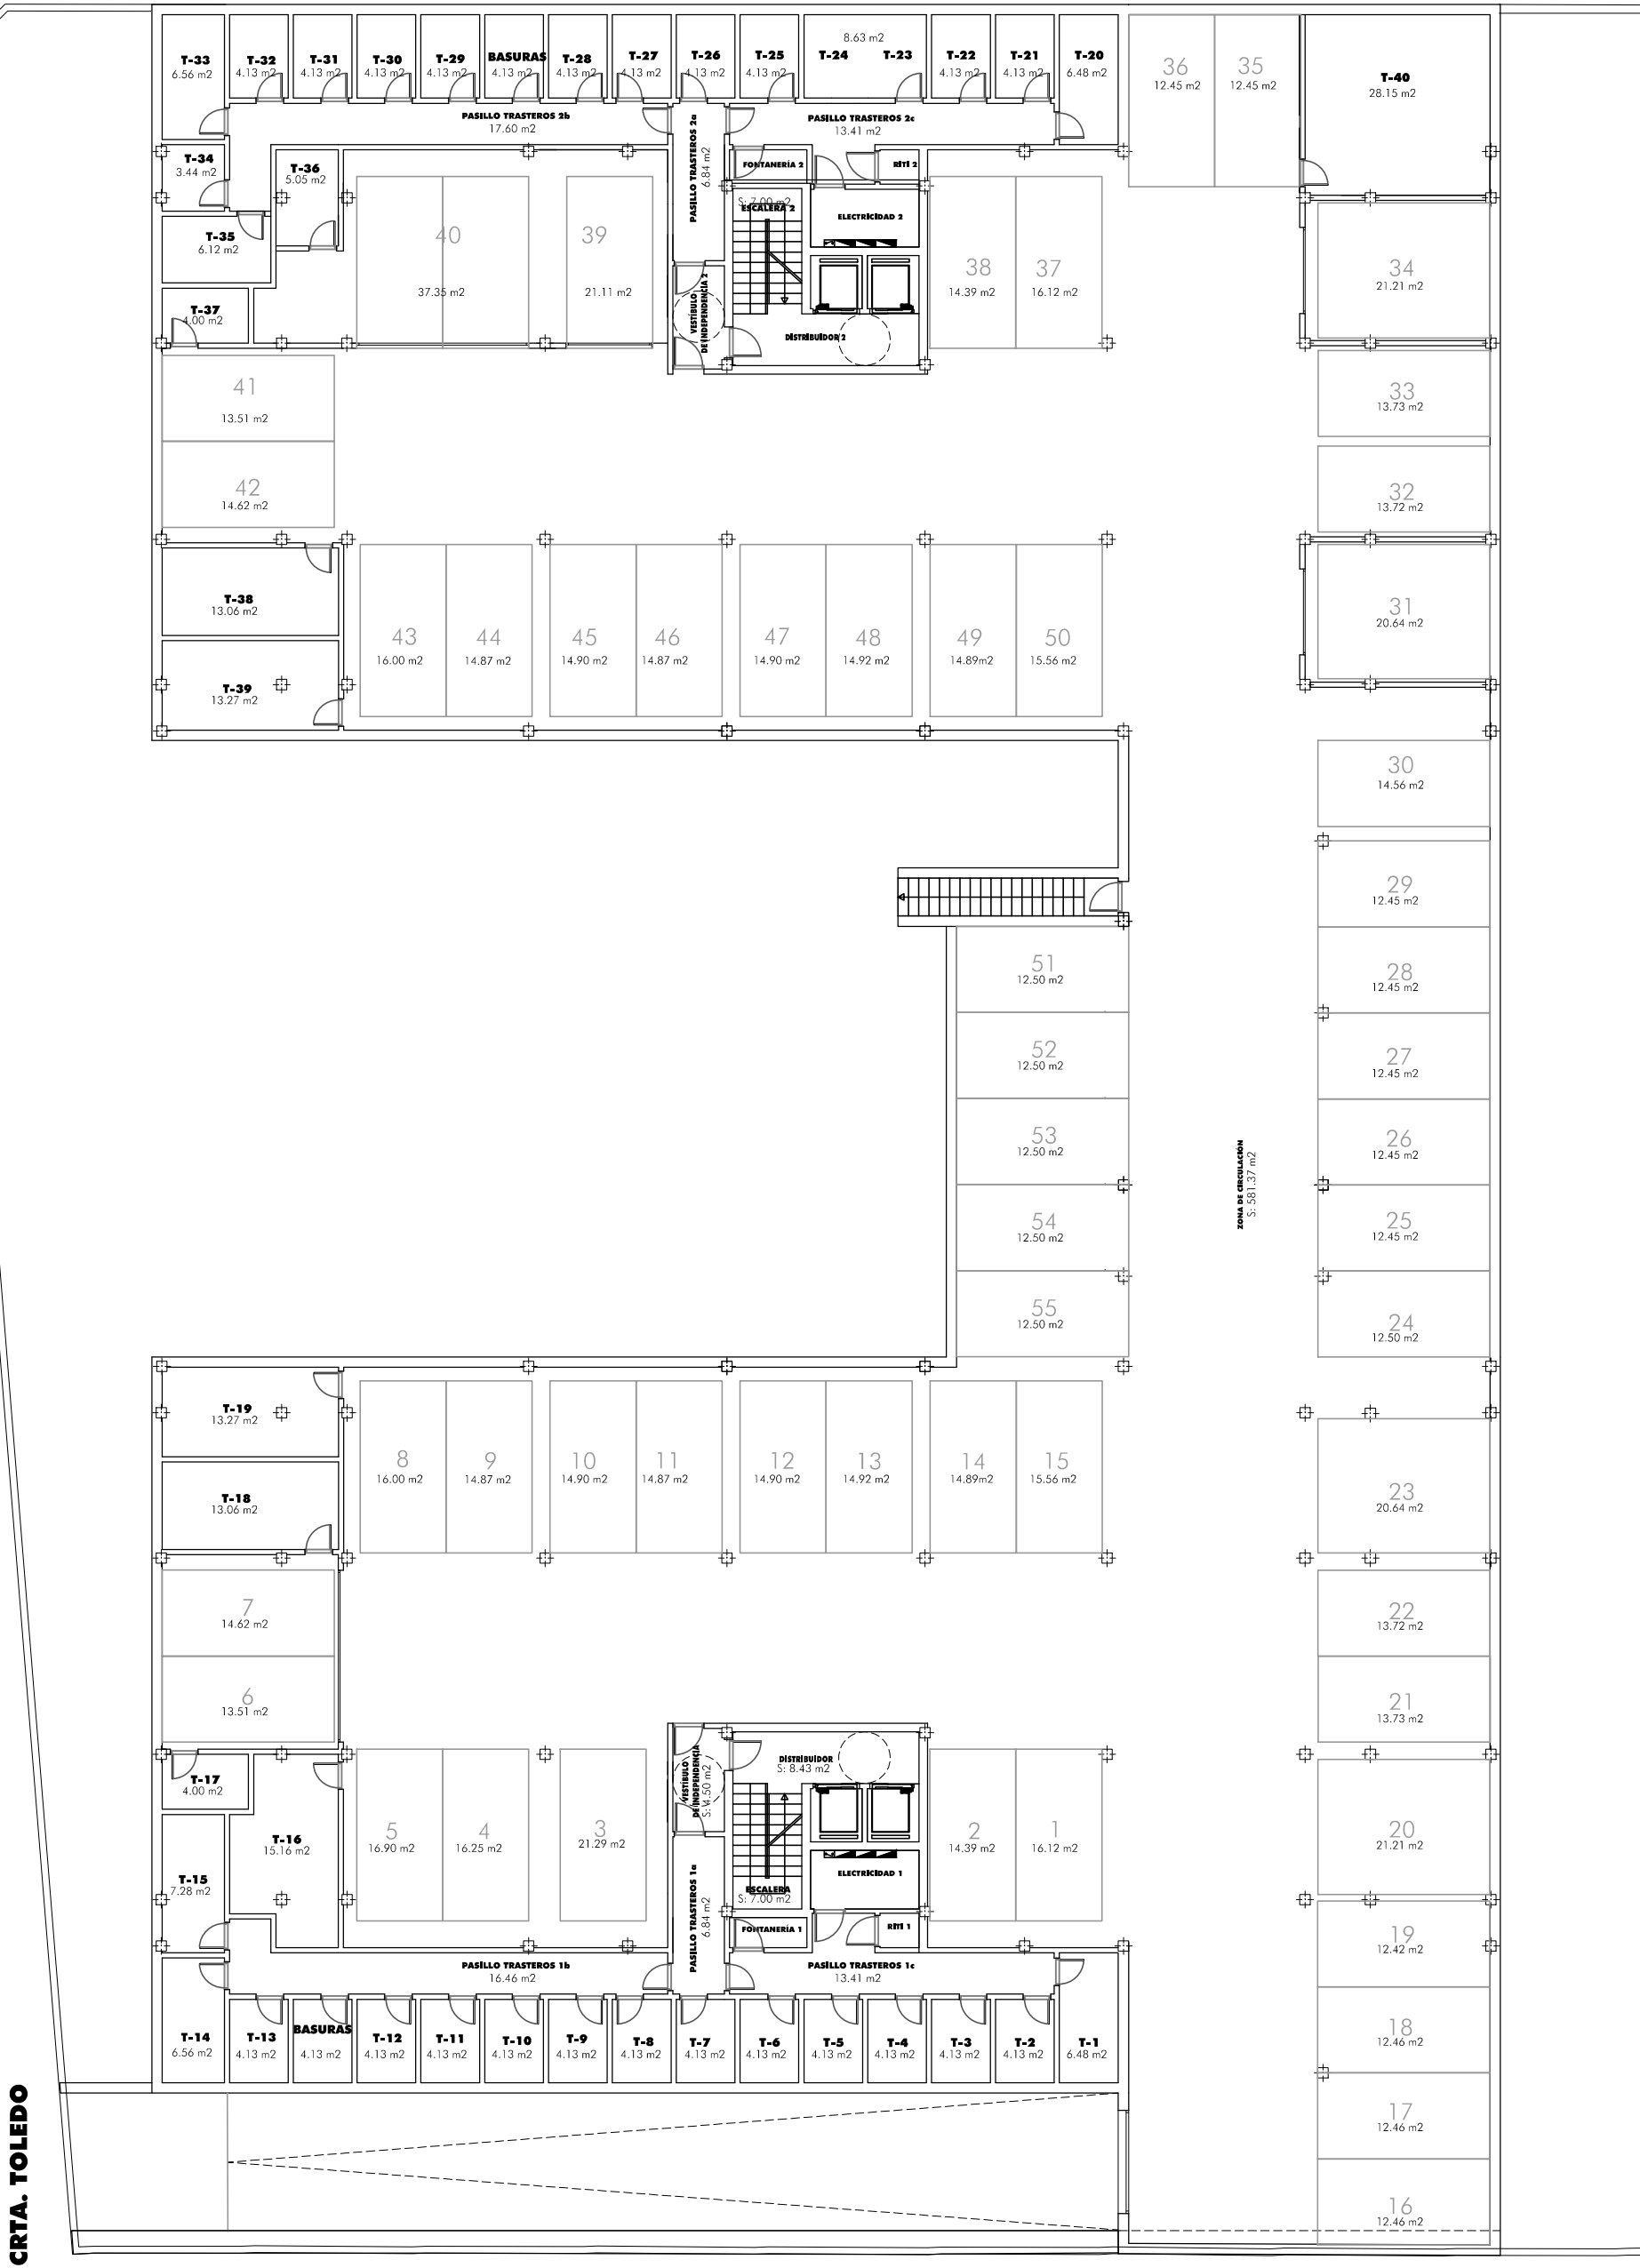 T-33
6.56 m2
T-32
4.13 m2
T-31
4.13 m2
T-30
4.13 m2
T-29
4.13 m2
BASURAS
4.13 m2
T-28
4.13 m2
T-27
4.13 m2
T-26
4.13 m2
T-25
4.13 m2
8.63 m2
T-24
T-23
T-22
4.13 m2
T-21
4.13 m2
T-20
6.48 m2
36
12.45 m2
35
12.45 m2
T-40
28.15 m2
PASILLO TRASTEROS 2b
17.60 m2
PASILLO TRASTEROS 2a
6.84 m2
PASILLO TRASTEROS 2c
13.41 m2
T-34
3.44 m2
T-36
5.05 m2
FONTANERÍA 2
RITI 2
S: 7.00 m2
ESCALERA 2
ELECTRICIDAD 2
T-35
6.12 m2
40
37.35 m2
39
21.11 m2
38
14.39 m2
37
16.12 m2
34
21.21 m2
T-37
4.00 m2
VESTÍBULO
DE INDEPENDENCIA 2
DISTRIBUÍDOR 2
41
13.51 m2
33
13.73 m2
42
14.62 m2
32
13.72 m2
T-38
13.06 m2
43
16.00 m2
44
14.87 m2
45
14.90 m2
46
14.87 m2
47
14.90 m2
48
14.92 m2
49
14.89m2
50
15.56 m2
31
20.64 m2
T-39
13.27 m2
30
14.56 m2
29
12.45 m2
51
12.50 m2
28
12.45 m2
52
12.50 m2
27
12.45 m2
53
12.50 m2
26
12.45 m2
ZONA DE CIRCULACIÓN
S: 581.37 m2
54
12.50 m2
25
12.45 m2
55
12.50 m2
24
12.50 m2
T-19
13.27 m2
8
16.00 m2
9
14.87 m2
10
14.90 m2
11
14.87 m2
12
14.90 m2
13
14.92 m2
14
14.89m2
15
15.56 m2
23
20.64 m2
T-18
13.06 m2
7
14.62 m2
22
13.72 m2
6
13.51 m2
21
13.73 m2
T-17
4.00 m2
VESTÍBULO
DE INDEPENDENCIA
S: 4.50 m2
DISTRIBUÍDOR
S: 8.43 m2
T-16
15.16 m2
5
16.90 m2
4
16.25 m2
3
21.29 m2
2
14.39 m2
1
16.12 m2
20
21.21 m2
T-15
7.28 m2
ELECTRICIDAD 1
ESCALERA
S: 7.00 m2
FONTANERÍA 1
RITI 1
PASILLO TRASTEROS 1a
6.84 m2
19
12.42 m2
PASILLO TRASTEROS 1b
16.46 m2
PASILLO TRASTEROS 1c
13.41 m2
T-14
6.56 m2
T-13
4.13 m2
BASURAS
4.13 m2
T-12
4.13 m2
T-11
4.13 m2
T-10
4.13 m2
T-9
4.13 m2
T-8
4.13 m2
T-7
4.13 m2
T-6
4.13 m2
T-5
4.13 m2
T-4
4.13 m2
T-3
4.13 m2
T-2
4.13 m2
T-1
6.48 m2
18
12.46 m2
17
12.46 m2
16
12.46 m2
CRTA. TOLEDO